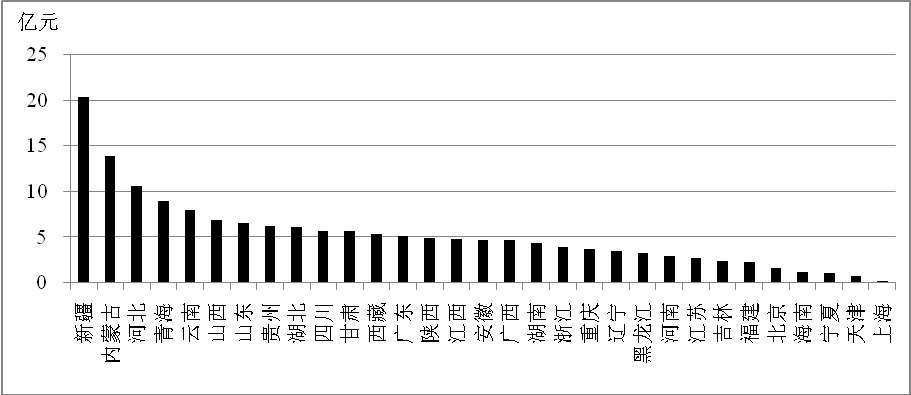 亿元
25
20
15
10
5
0
新疆
内蒙古
河北
青海
云南
山西
山东
贵州
湖北
四川
甘肃
西藏
广东
陕西
江西
安徽
广西
湖南
浙江
重庆
辽宁
黑龙江
河南
江苏
吉林
福建
北京
海南
宁夏
天津
上海